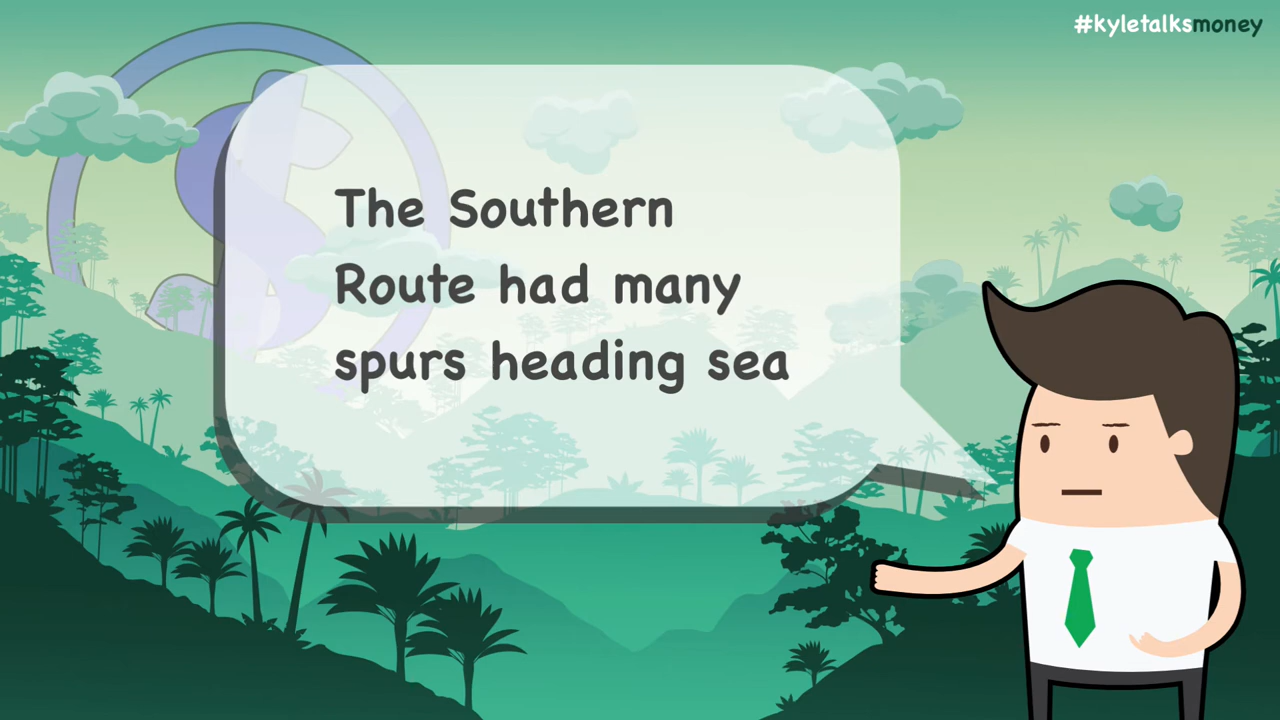 #kyletalksmoney
The Southern
Route had many
spurs heading sea